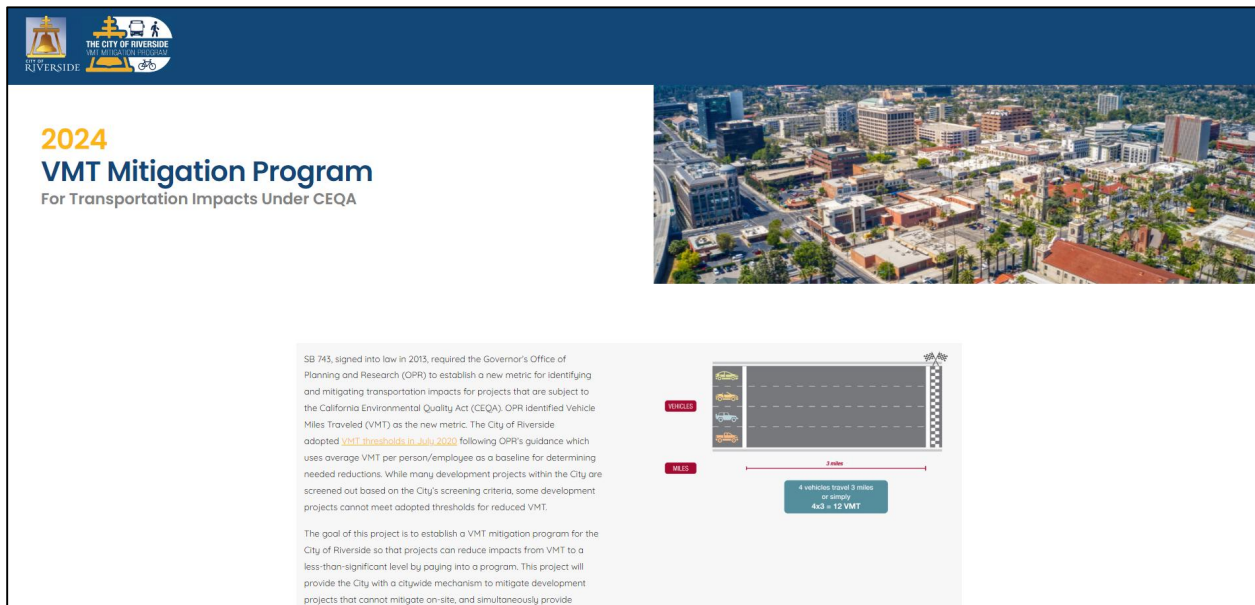 CITY OF
RIVERSIDE
THE CITY OF RIVERSIDE
VMT MITIGATION PROGRAM
2024
VMT Mitigation Program
For Transportation Impacts Under CEQA
SB 743, signed into law in 2013, required the Governor's Office of
Planning and Research (OPR) to establish a new metric for identifying
and mitigating transportation impacts for projects that are subject to
the California Environmental Quality Act (CEQA). OPR identified Vehicle
Miles Traveled (VMT) as the new metric. The City of Riverside
adopted VMT thresholds in July 2020 following OPR's guidance which
uses average VMT per person/employee as a baseline for determining
needed reductions. While many development projects within the City are
screened out based on the City's screening criteria, some development
projects cannot meet adopted thresholds for reduced VMT.
The goal of this project is to establish a VMT mitigation program for the
City of Riverside so that projects can reduce impacts from VMT to a
less-than-significant level by paying into a program. This project will
provide the City with a citywide mechanism to mitigate development
projects that cannot mitigate on-site, and simultaneously provide
VEHICLES
MILES
3 miles
4 vehicles travel 3 miles
or simply
4x3 = 12 VMT